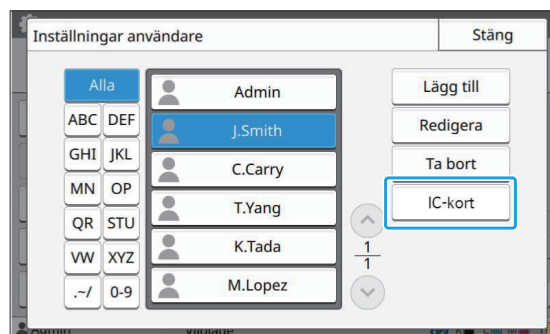 Inställningar användare
Stäng
Alla
ABC DEF
GHI JKL
MN OP
QR STU
VW XYZ
.~/ 0-9
Admin
J.Smith
C.Carry
T.Yang
K.Tada
M.Lopez
1
1
Lägg till
Redigera
Ta bort
IC-kort
Admin